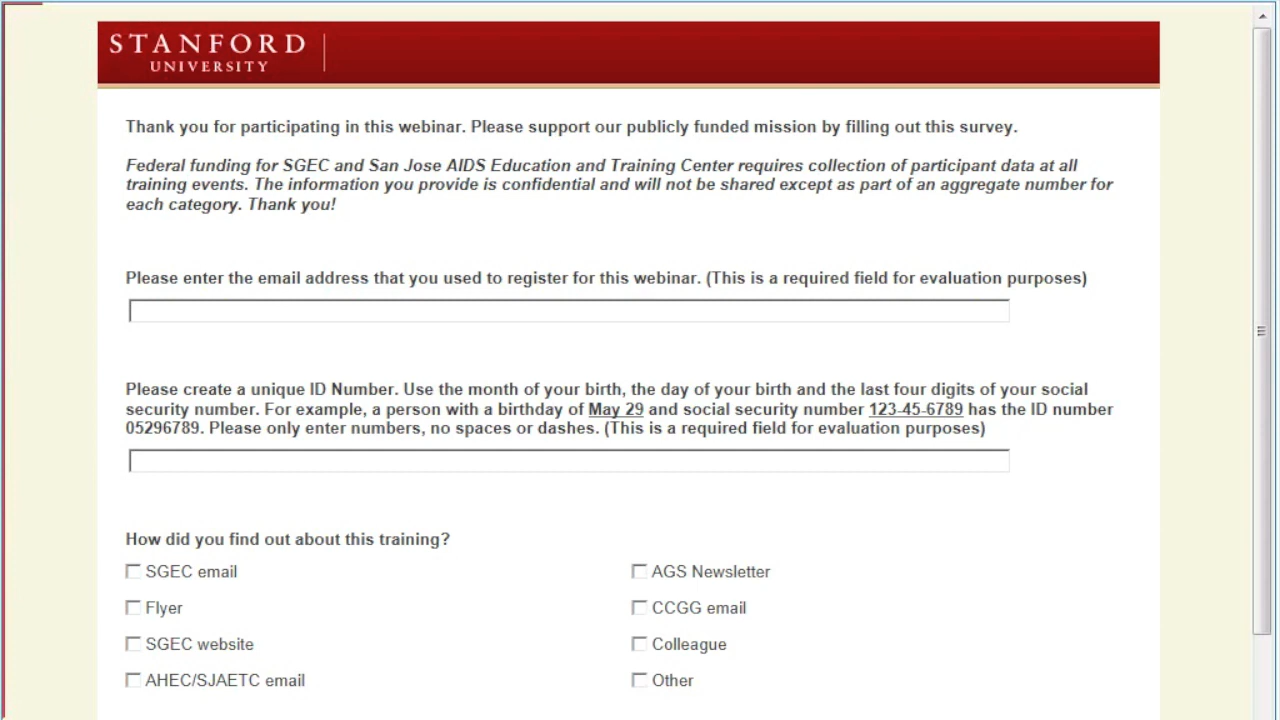 STANFORD
UNIVERSITY
Thank you for participating in this webinar. Please support our publicly funded mission by filling out this survey.
Federal funding for SGEC and San Jose AIDS Education and Training Center requires collection of participant data at all
training events. The information you provide is confidential and will not be shared except as part of an aggregate number for
each category. Thank you!
Please enter the email address that you used to register for this webinar. (This is a required field for evaluation purposes)
Please create a unique ID Number. Use the month of your birth, the day of your birth and the last four digits of your social
security number. For example, a person with a birthday of May 29 and social security number 123-45-6789 has the ID number
05296789. Please only enter numbers, no spaces or dashes. (This is a required field for evaluation purposes)
How did you find out about this training?
SGEC email
AGS Newsletter
Flyer
CCGG email
SGEC website
Colleague
AHEC/SJAETC email
Other